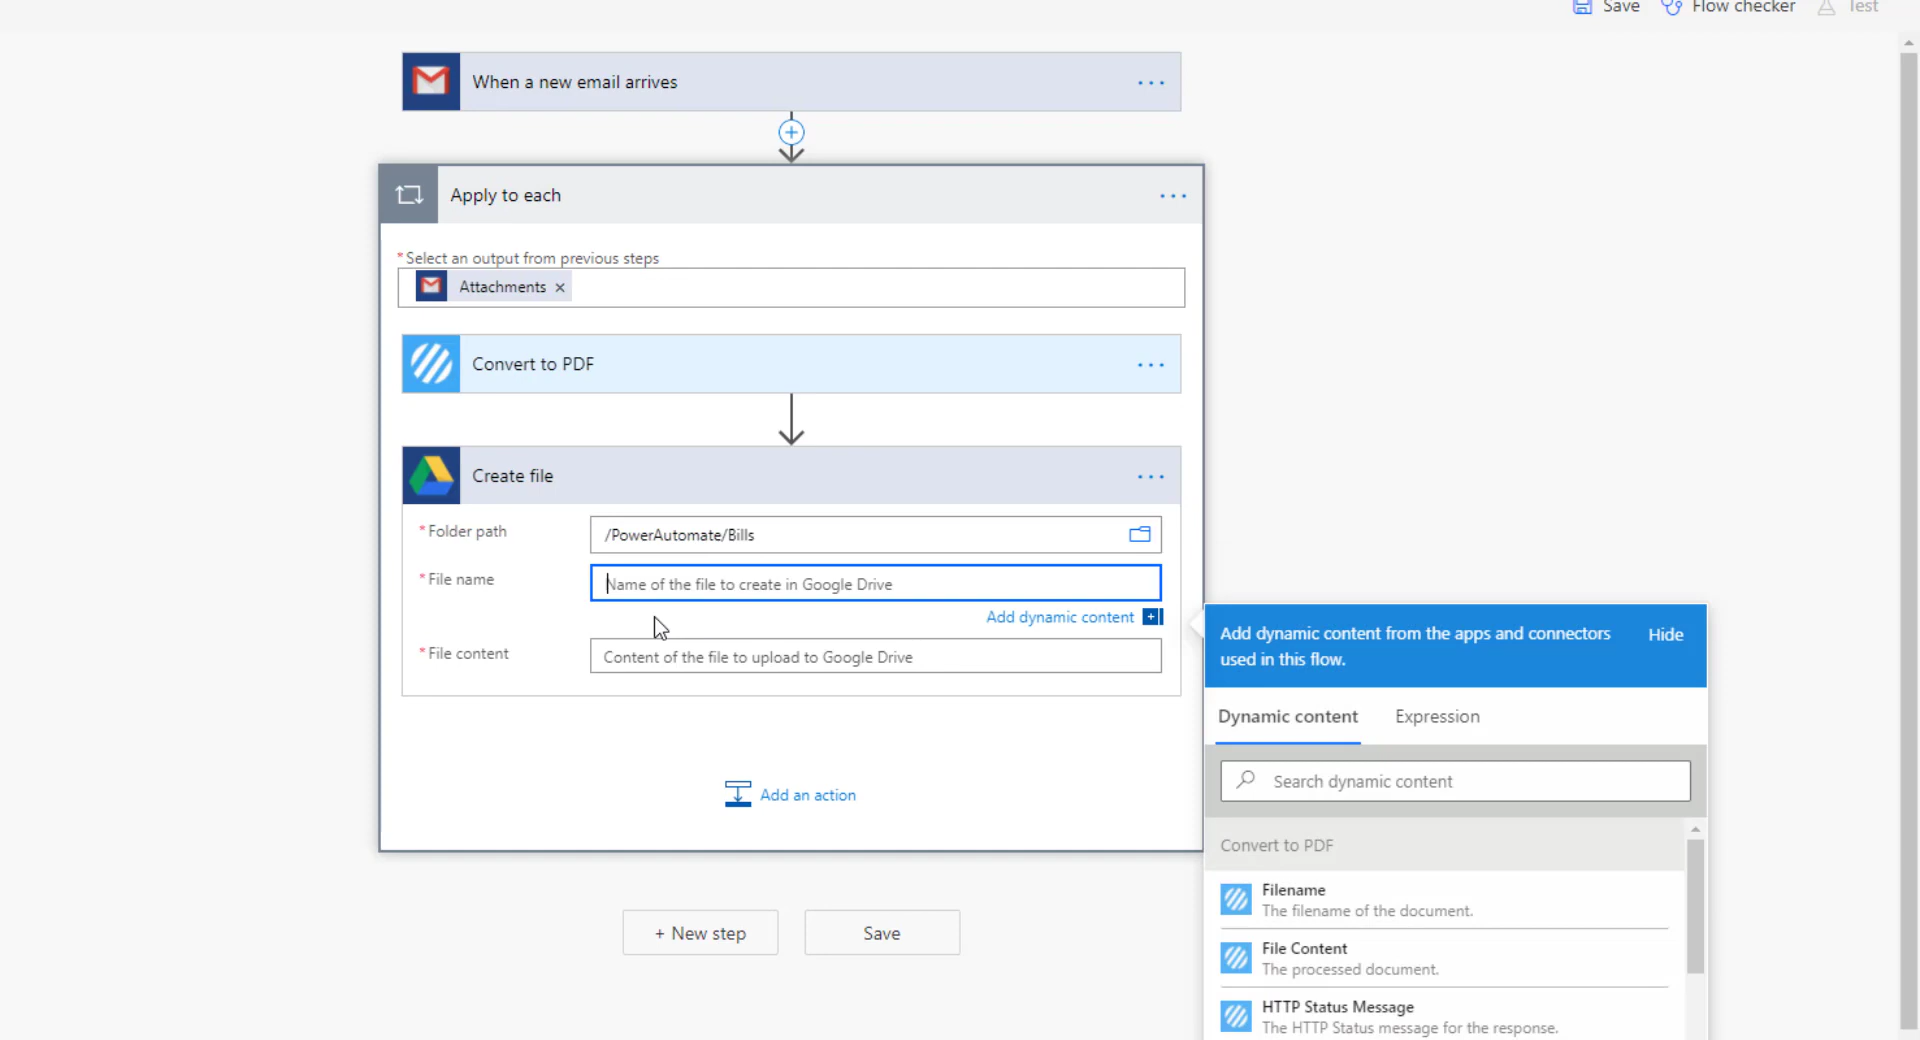 Save Flow checker Test
When a new email arrives
Apply to each
* Select an output from previous steps
Attachments ×
Convert to PDF
Create file
* Folder path
/PowerAutomate/Bills
* File name
Name of the file to create in Google Drive
Add dynamic content
* File content
Content of the file to upload to Google Drive
Add an action
+ New step
Save
Add dynamic content from the apps and connectors
used in this flow.
Hide
Dynamic content Expression
Search dynamic content
Convert to PDF
Filename
The filename of the document.
File Content
The processed document.
HTTP Status Message
The HTTP Status message for the response.